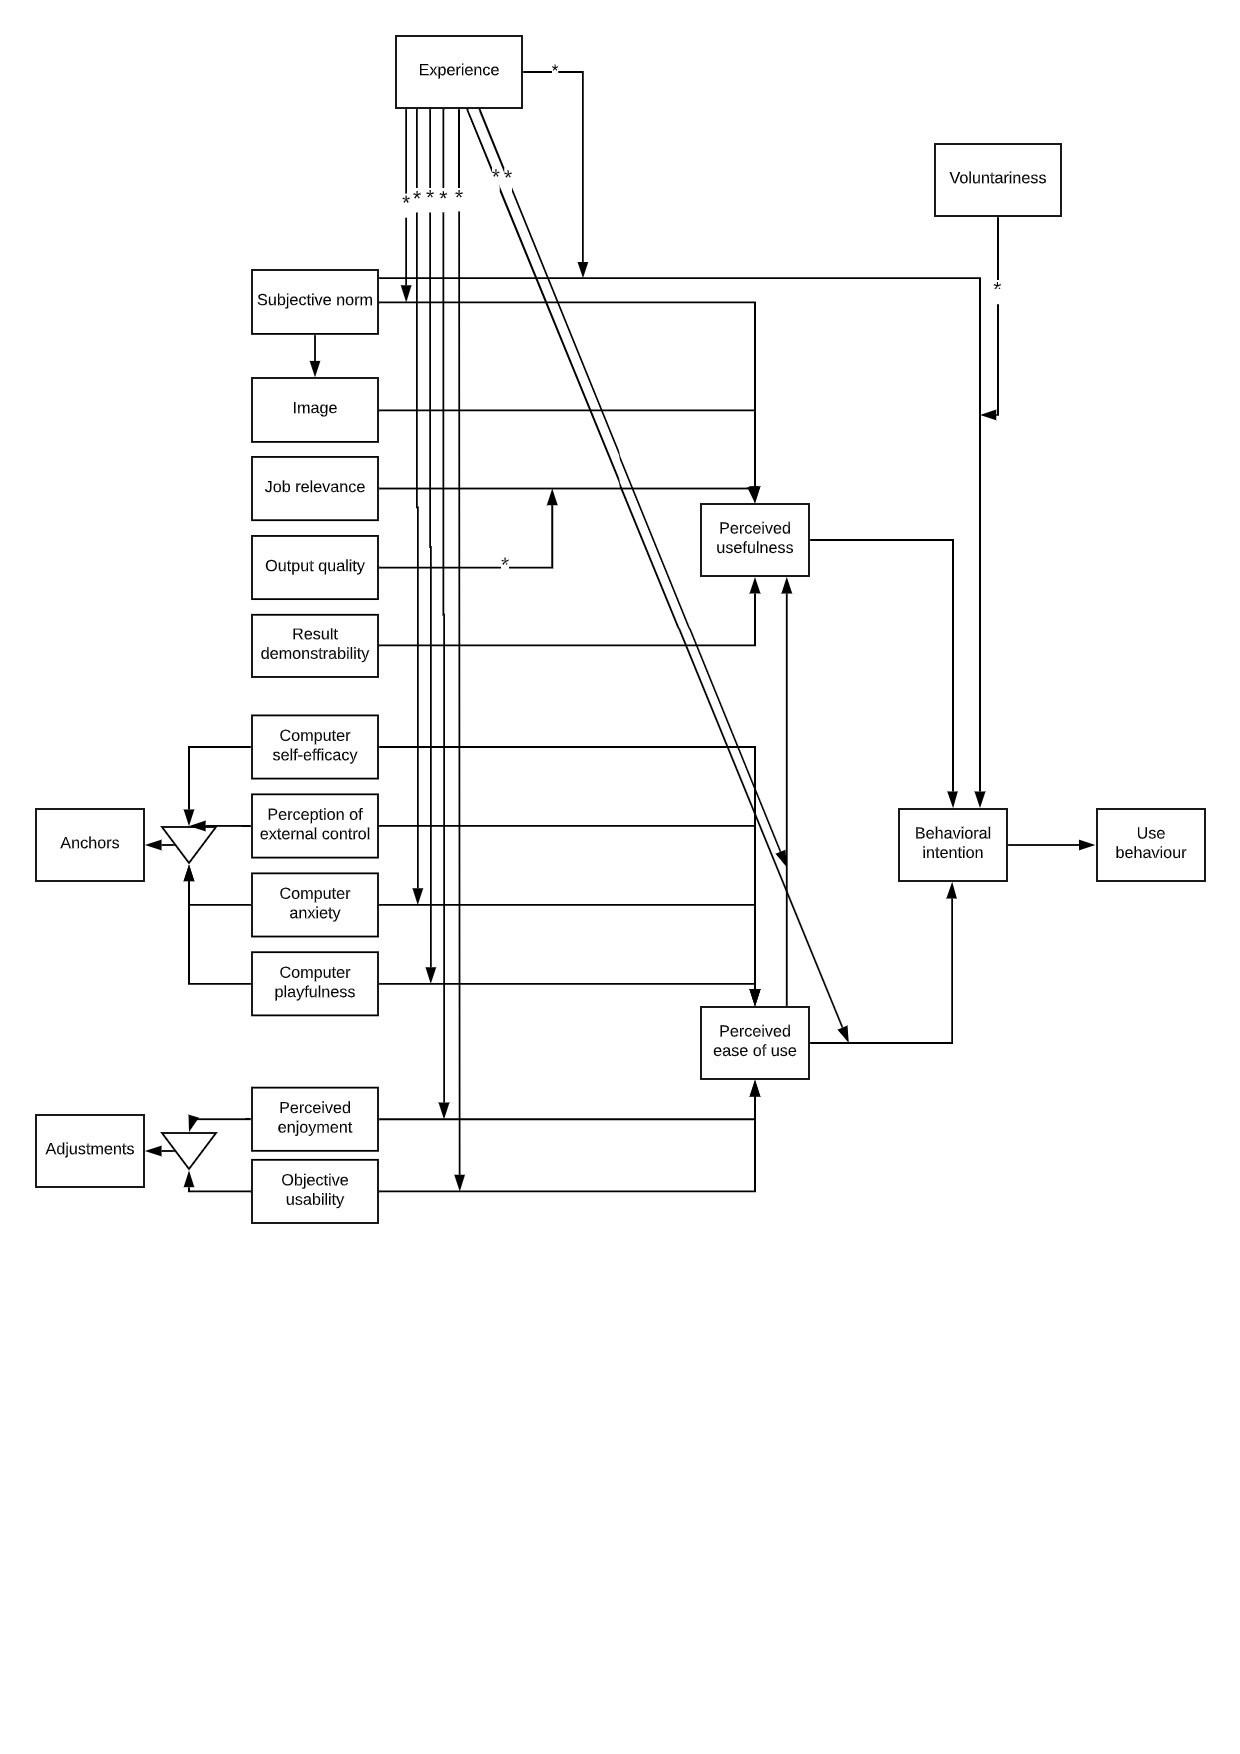 Experience
*
Voluntariness
* * * * * * *
*
Subjective norm
Image
Job relevance
Output quality
*
Result
demonstrability
Perceived
usefulness
Computer
self-efficacy
Perception of
external control
Computer
anxiety
Computer
playfulness
Anchors
Behavioral
intention
Use
behaviour
Perceived
ease of use
Perceived
enjoyment
Adjustments
Objective
usability